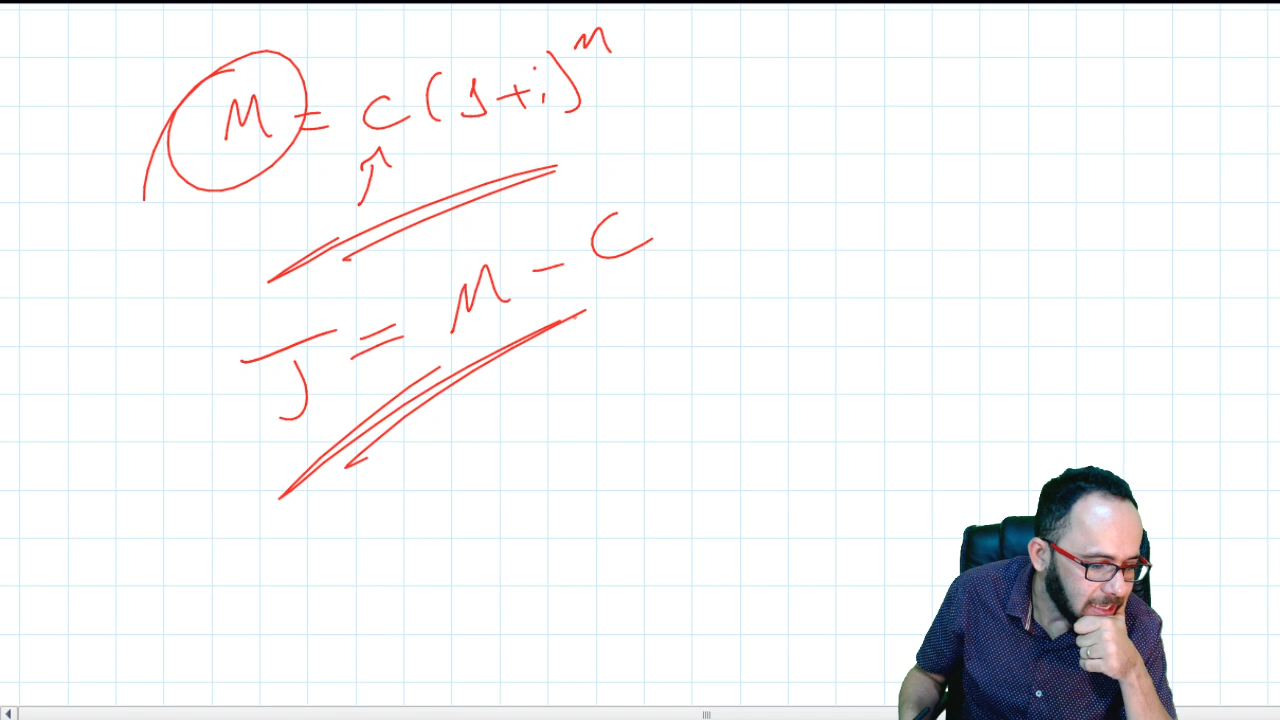 M = C (1+i)^n
J = M - C